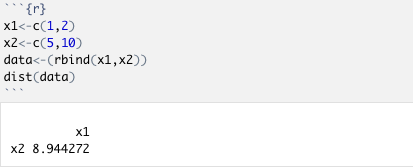 ```{r}
x1<-c(1,2)
x2<-c(5,10)
data<-(rbind(x1,x2))
dist(data)
```
x1
x2 8.944272